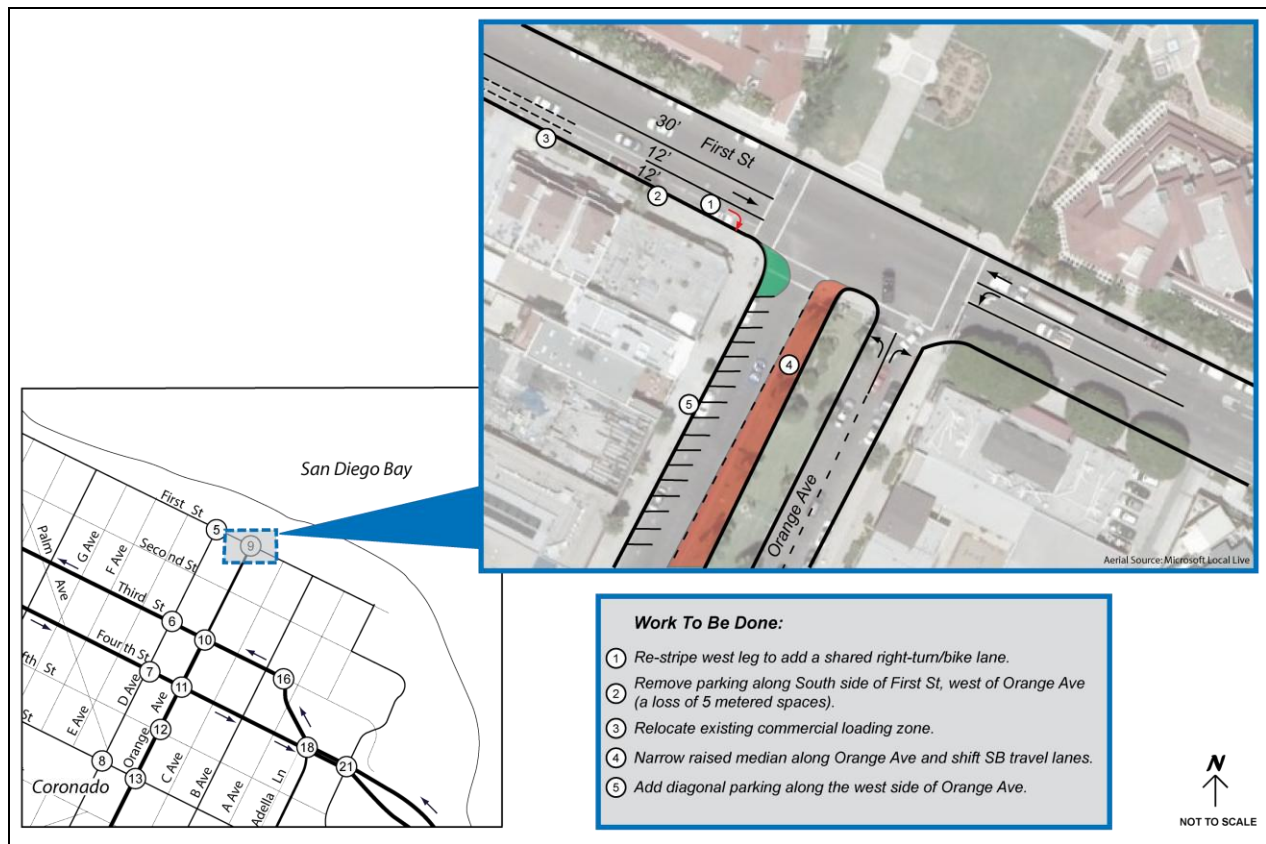 30'
First St
12'
12'
3
2
1
4
5
Orange Ave
Aerial Source: Microsoft Local Live
San Diego Bay
First St
5
9
Second St
Palm Ave
G Ave
F Ave
Third St
6
10
Fourth St
7
D Ave
11
16
fth St
E Ave
Orange Ave
12
C Ave
B Ave
A Ave
Adella Ln
18
21
St
8
13
Coronado
Work To Be Done:
1 Re-stripe west leg to add a shared right-turn/bike lane.
2 Remove parking along South side of First St, west of Orange Ave
(a loss of 5 metered spaces).
3 Relocate existing commercial loading zone.
4 Narrow raised median along Orange Ave and shift SB travel lanes.
5 Add diagonal parking along the west side of Orange Ave.
N
NOT TO SCALE